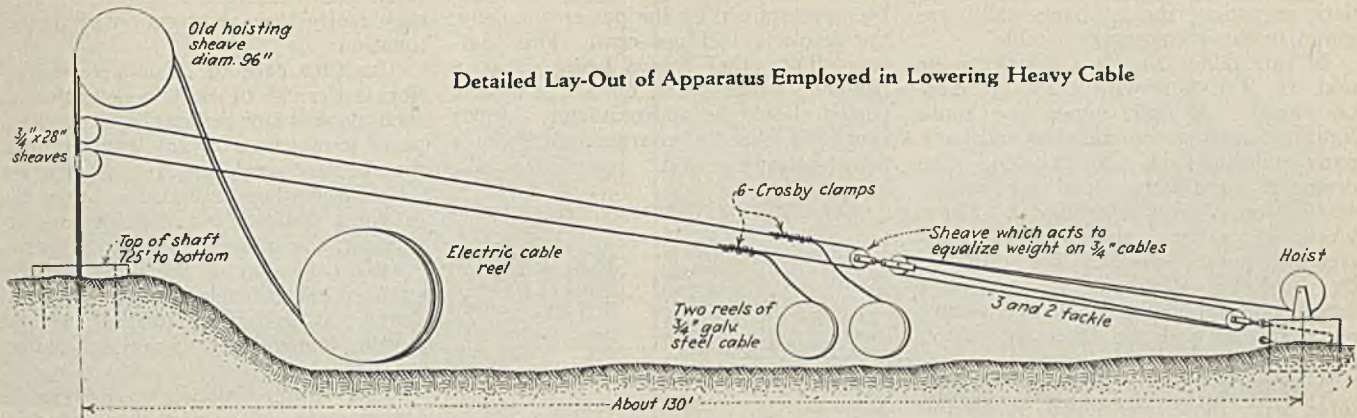 Old hoisting
sheave
diam. 96"
Detailed Lay-Out of Apparatus Employed in Lowering Heavy Cable
3/4"x28"
sheaves
6-Crosby clamps
Top of shaft
725' to bottom
Electric cable
reel
Sheave which acts to
equalize weight on 3/4" cables
Hoist
Two reels of
3/4" galv.
steel cable
3 and 2 tackle
About 130'